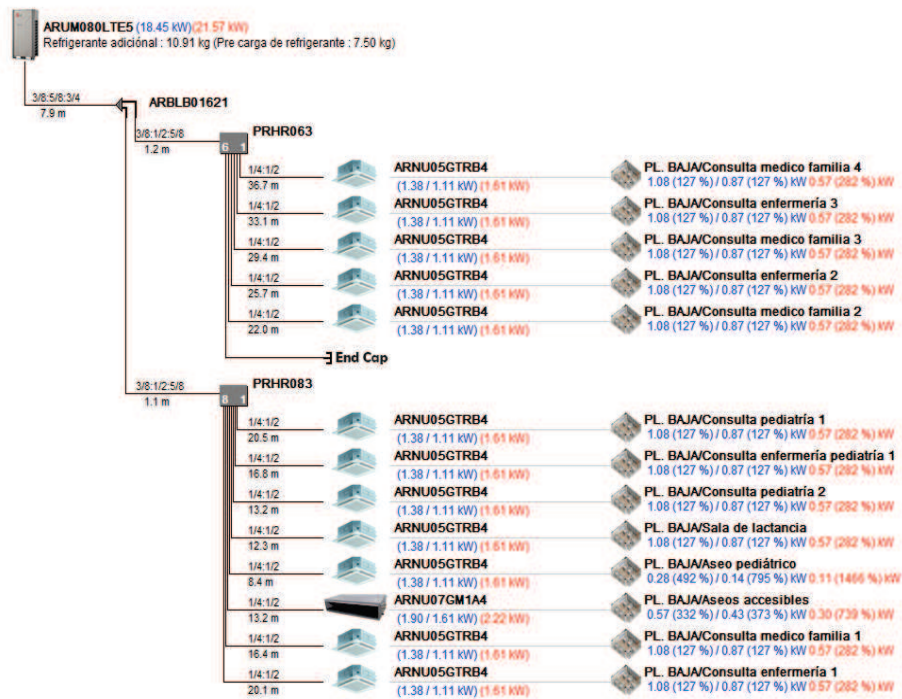 ARUM080LTE5 (18.45 kW)(21.57 kW)
Refrigerante adiciónal : 10.91 kg (Pre carga de refrigerante : 7.50 kg)
3/8:5/8:3/4
7.9 m
ARBLB01621
3/8:1/2:5/8
1.2 m
PRHR063
6 1
1/4:1/2
36.7 m
ARNU05GTRB4
(1.38 / 1.11 kW) (1.61 kW)
PL. BAJA/Consulta medico familia 4
1.08 (127 %) / 0.87 (127 %) kW 0.57 (282 %) kW
1/4:1/2
33.1 m
ARNU05GTRB4
(1.38 / 1.11 kW) (1.61 kW)
PL. BAJA/Consulta enfermería 3
1.08 (127 %) / 0.87 (127 %) kW 0.57 (282 %) kW
1/4:1/2
29.4 m
ARNU05GTRB4
(1.38 / 1.11 kW) (1.61 kW)
PL. BAJA/Consulta medico familia 3
1.08 (127 %) / 0.87 (127 %) kW 0.57 (282 %) kW
1/4:1/2
25.7 m
ARNU05GTRB4
(1.38 / 1.11 kW) (1.61 kW)
PL. BAJA/Consulta enfermería 2
1.08 (127 %) / 0.87 (127 %) kW 0.57 (282 %) kW
1/4:1/2
22.0 m
ARNU05GTRB4
(1.38 / 1.11 kW) (1.61 kW)
PL. BAJA/Consulta medico familia 2
1.08 (127 %) / 0.87 (127 %) kW 0.57 (282 %) kW
End Cap
3/8:1/2:5/8
1.1 m
PRHR083
8 1
1/4:1/2
20.5 m
ARNU05GTRB4
(1.38 / 1.11 kW) (1.61 kW)
PL. BAJA/Consulta pediatría 1
1.08 (127 %) / 0.87 (127 %) kW 0.57 (282 %) kW
1/4:1/2
16.8 m
ARNU05GTRB4
(1.38 / 1.11 kW) (1.61 kW)
PL. BAJA/Consulta enfermería pediatría 1
1.08 (127 %) / 0.87 (127 %) kW 0.57 (282 %) kW
1/4:1/2
13.2 m
ARNU05GTRB4
(1.38 / 1.11 kW) (1.61 kW)
PL. BAJA/Consulta pediatría 2
1.08 (127 %) / 0.87 (127 %) kW 0.57 (282 %) kW
1/4:1/2
12.3 m
ARNU05GTRB4
(1.38 / 1.11 kW) (1.61 kW)
PL. BAJA/Sala de lactancia
1.08 (127 %) / 0.87 (127 %) kW 0.57 (282 %) kW
1/4:1/2
8.4 m
ARNU05GTRB4
(1.38 / 1.11 kW) (1.61 kW)
PL. BAJA/Aseo pediátrico
0.28 (492 %) / 0.14 (795 %) kW 0.11 (1466 %) kW
1/4:1/2
13.2 m
ARNU07GM1A4
(1.90 / 1.61 kW) (2.22 kW)
PL. BAJA/Aseos accesibles
0.57 (332 %) / 0.43 (373 %) kW 0.30 (739 %) kW
1/4:1/2
16.4 m
ARNU05GTRB4
(1.38 / 1.11 kW) (1.61 kW)
PL. BAJA/Consulta medico familia 1
1.08 (127 %) / 0.87 (127 %) kW 0.57 (282 %) kW
1/4:1/2
20.1 m
ARNU05GTRB4
(1.38 / 1.11 kW) (1.61 kW)
PL. BAJA/Consulta enfermería 1
1.08 (127 %) / 0.87 (127 %) kW 0.57 (282 %) kW